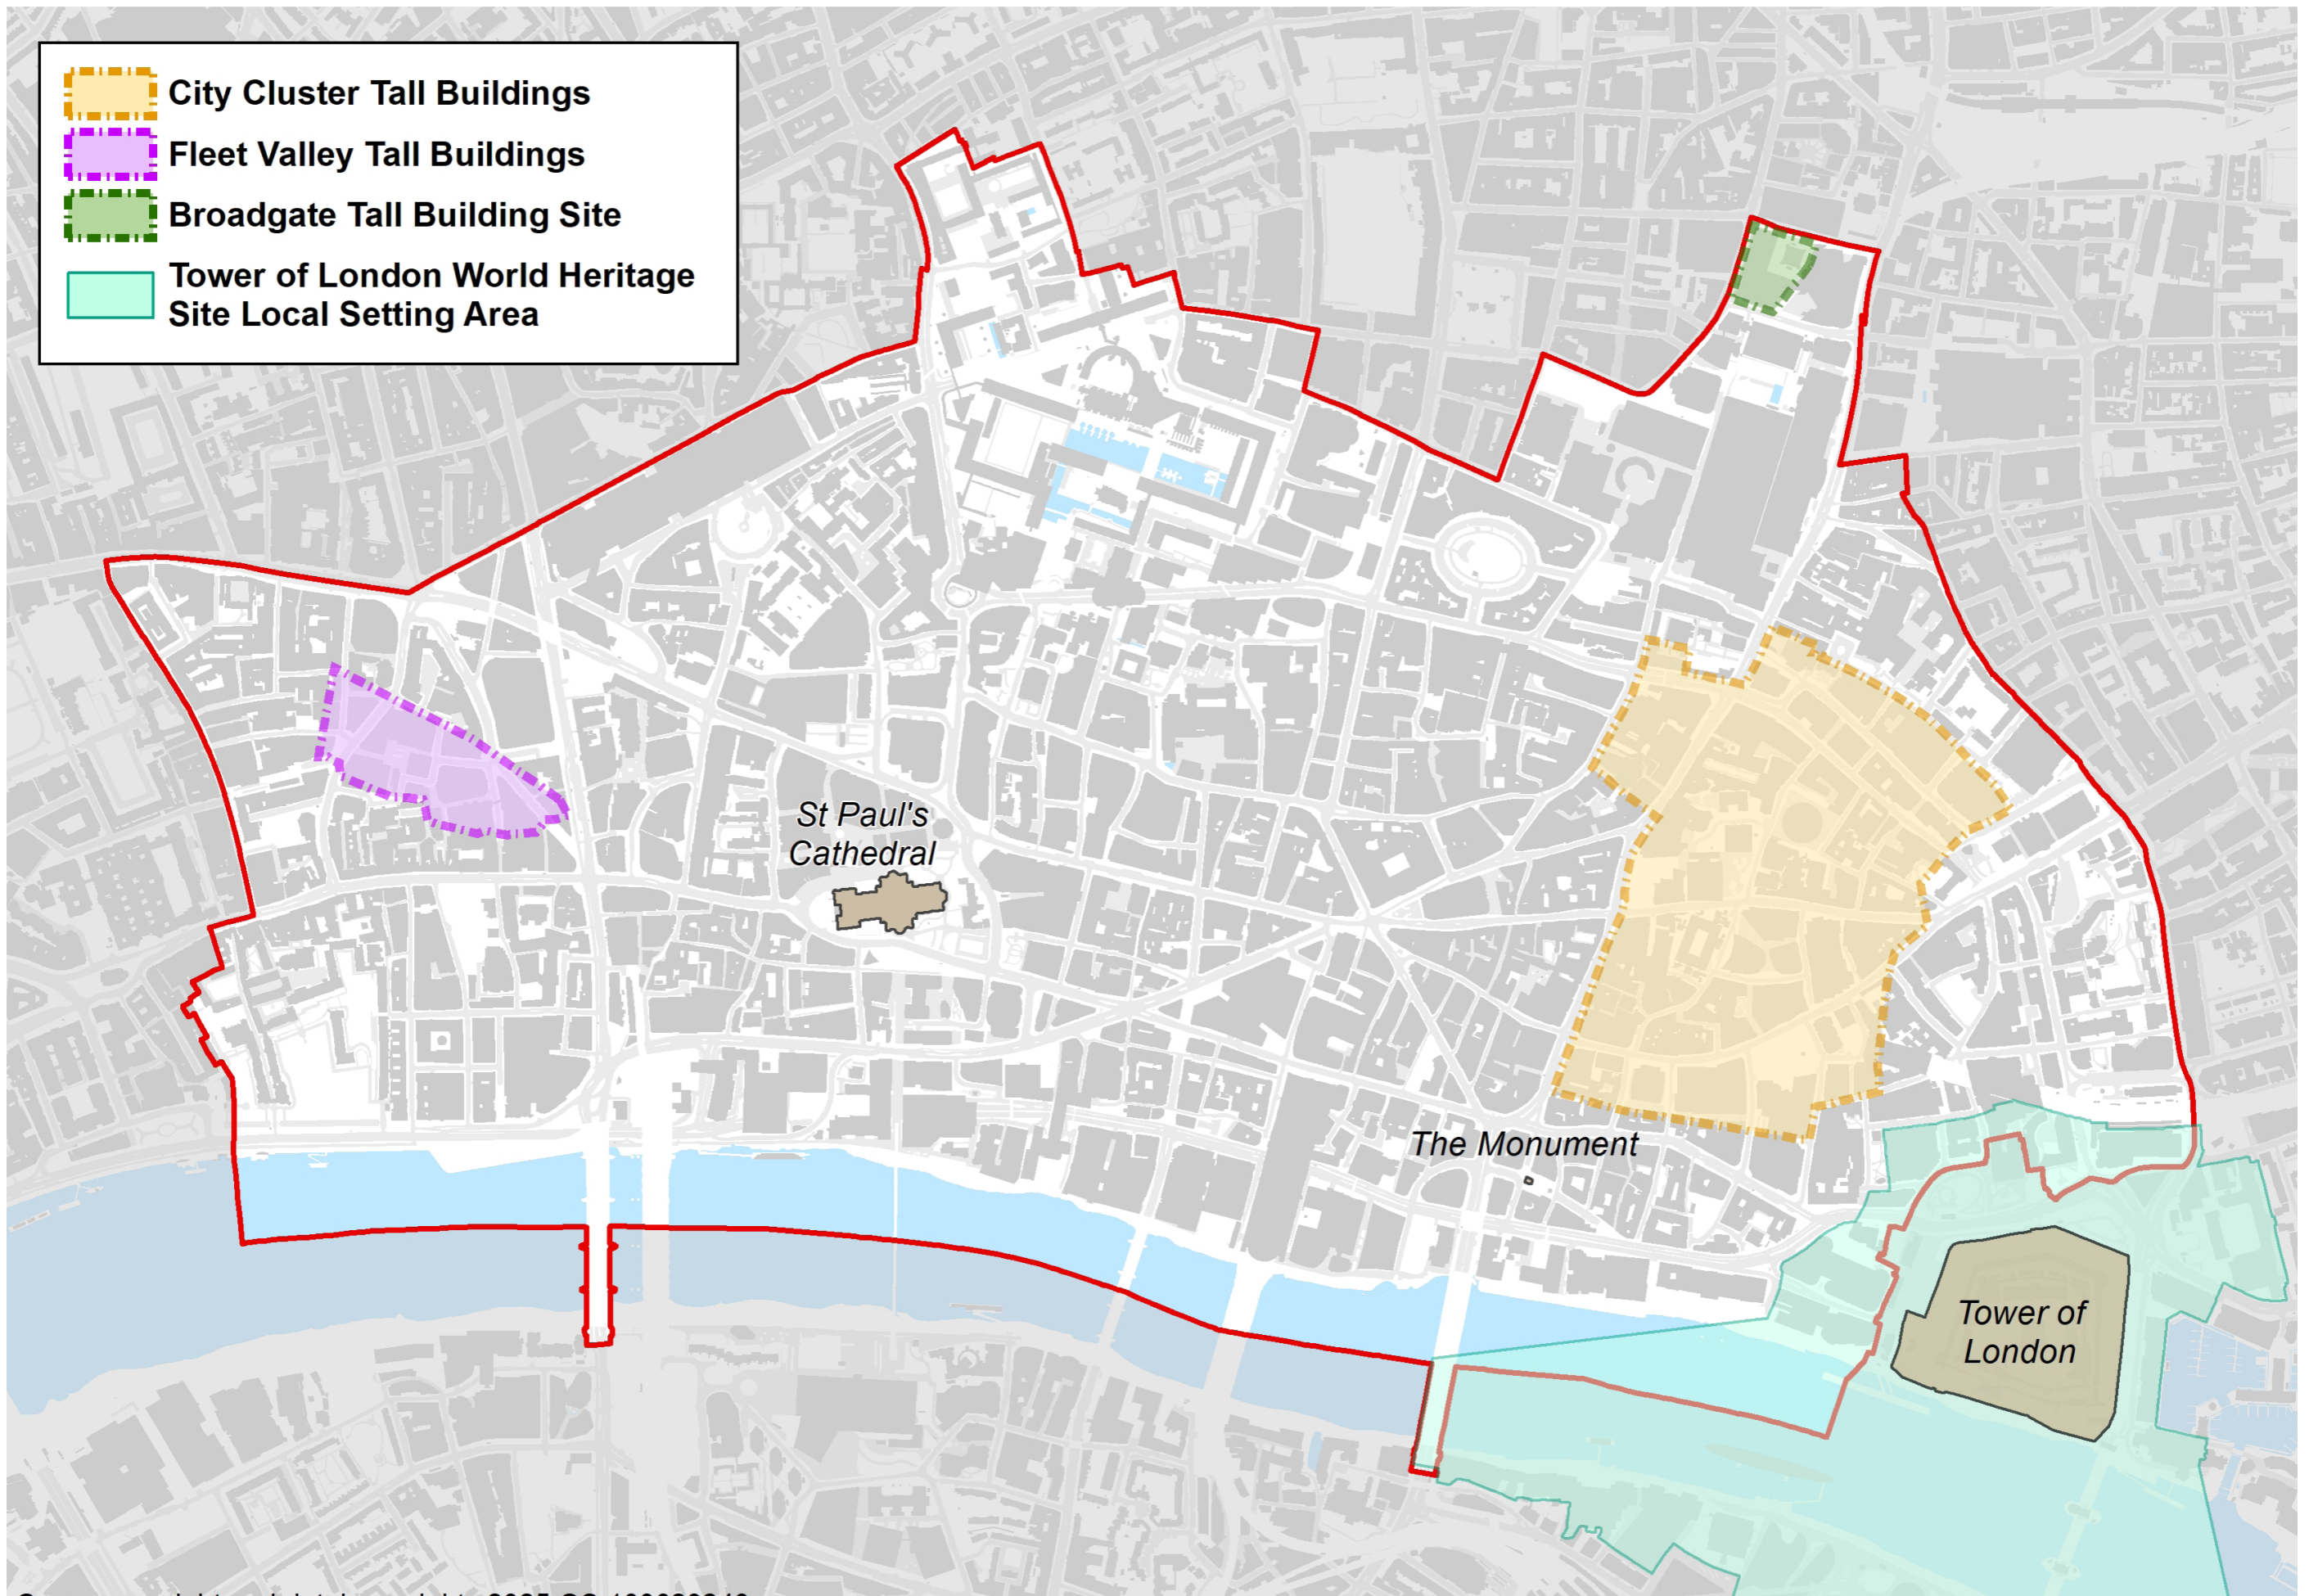 City Cluster Tall Buildings
Fleet Valley Tall Buildings
Broadgate Tall Building Site
Tower of London World Heritage
Site Local Setting Area
St Paul's
Cathedral
The Monument
Tower of
London